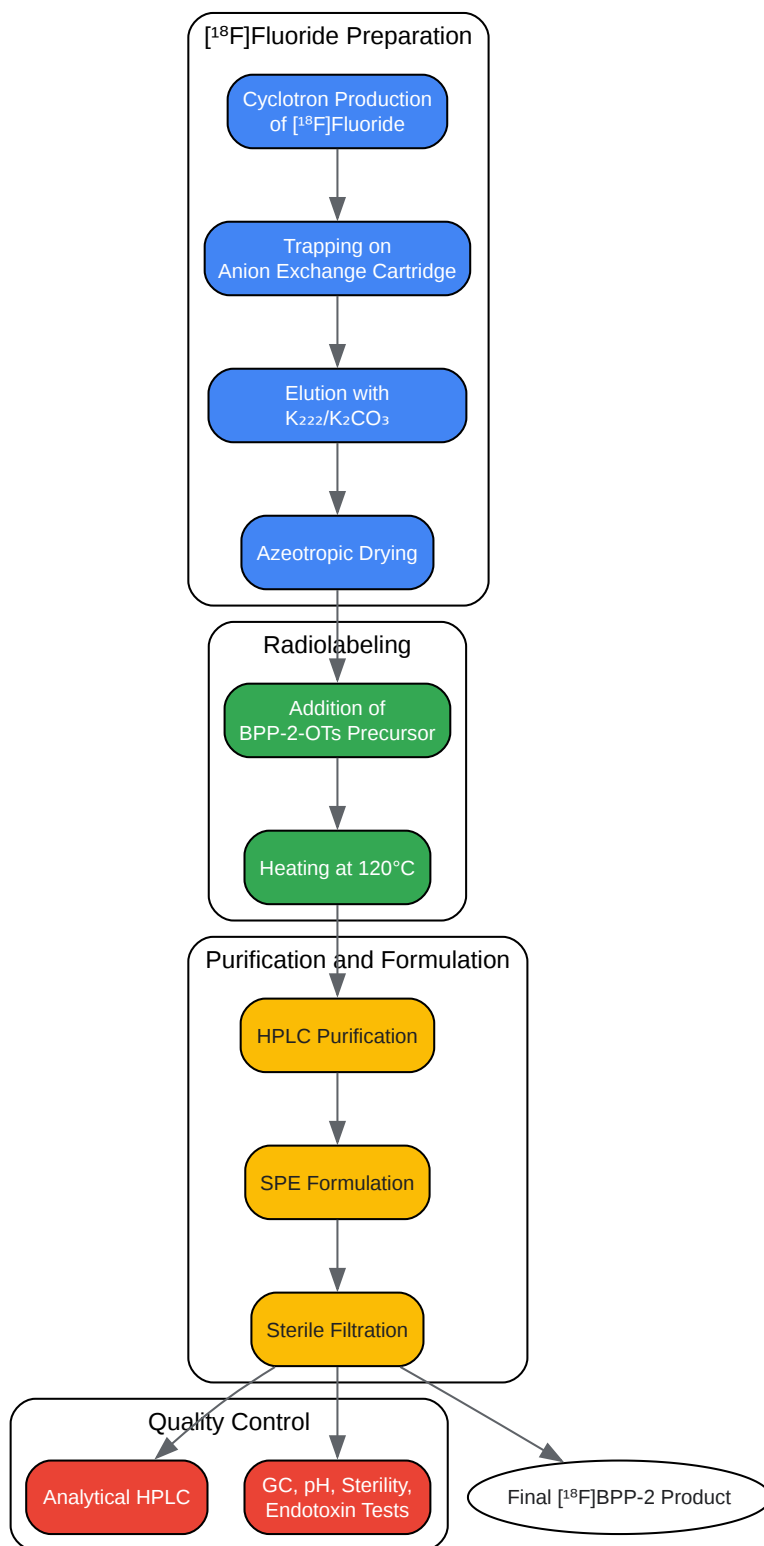 [¹⁸F]Fluoride Preparation
Cyclotron Production
of [¹⁸F]Fluoride
Trapping on
Anion Exchange Cartridge
Elution with
K₂₂₂/K₂CO₃
Azeotropic Drying
Radiolabeling
Addition of
BPP-2-OTs Precursor
Heating at 120°C
Purification and Formulation
HPLC Purification
SPE Formulation
Sterile Filtration
Quality Control
Analytical HPLC
GC, pH, Sterility,
Endotoxin Tests
Final [¹⁸F]BPP-2 Product